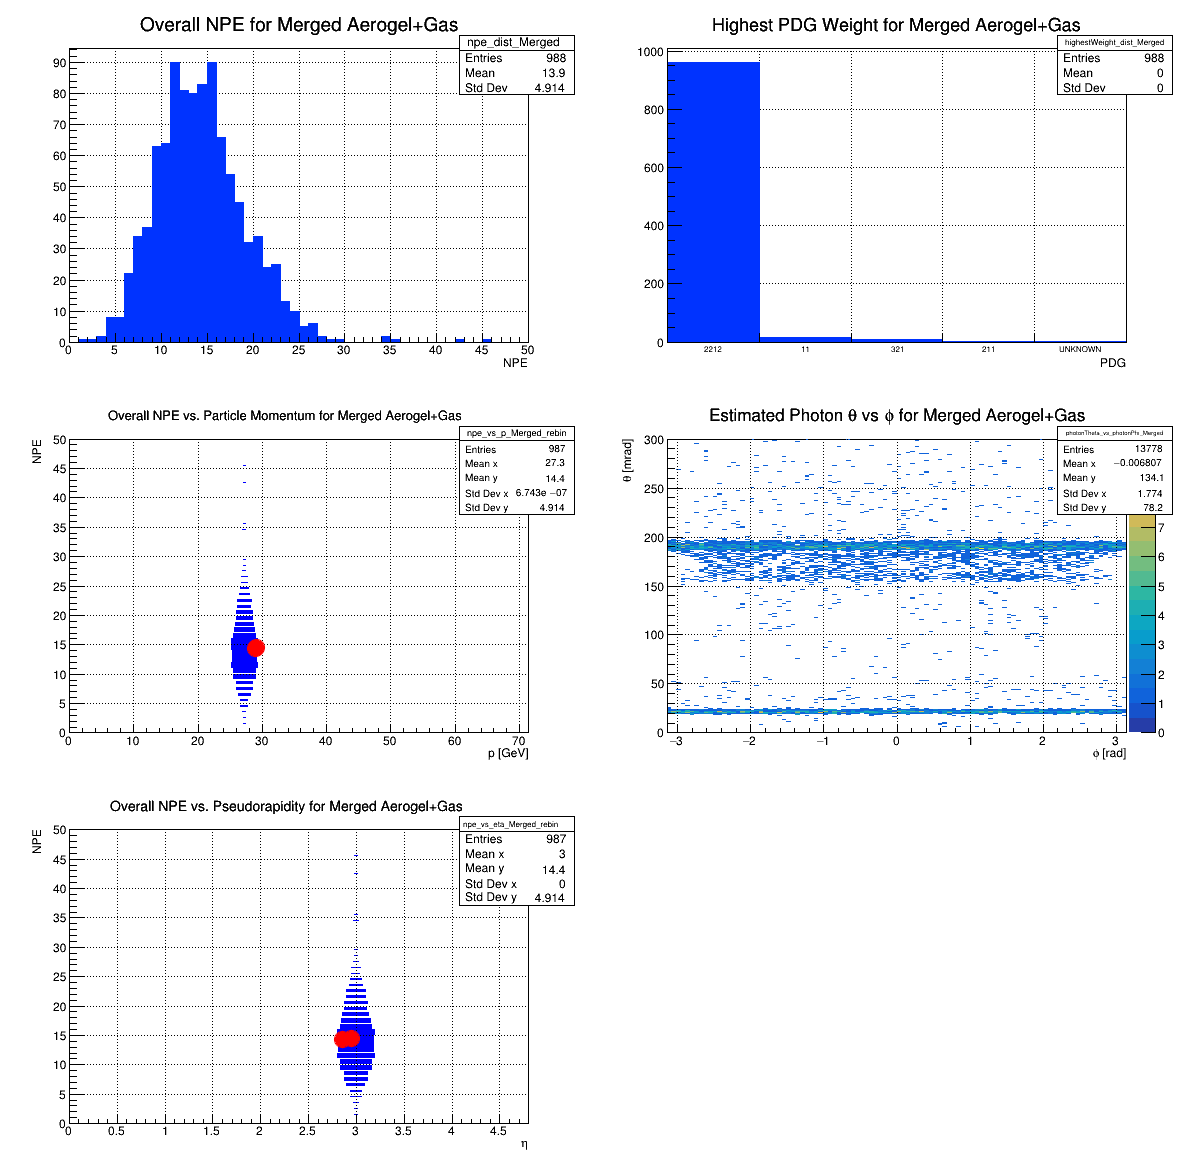 Overall NPE for Merged Aerogel+Gas
npe_dist_Merged
Entries 988
Mean 13.9
Std Dev 4.914
90
80
70
60
50
40
30
20
10
0
0 5 10 15 20 25 30 35 40 45 50
NPE
Highest PDG Weight for Merged Aerogel+Gas
highestWeight_dist_Merged
Entries 988
Mean 0
Std Dev 0
1000
800
600
400
200
0
2212 11 321 211 UNKNOWN
PDG
Overall NPE vs. Particle Momentum for Merged Aerogel+Gas
npe_vs_p_Merged_rebin
Entries 987
Mean x 27.3
Mean y 14.4
Std Dev x 6.743e −07
Std Dev y 4.914
NPE
50
45
40
35
30
25
20
15
10
5
0
0 10 20 30 40 50 60 70
p [GeV]
Estimated Photon θ vs ϕ for Merged Aerogel+Gas
photonTheta_vs_photonPhi_Merged
Entries 13778
Mean x −0.006807
Mean y 134.1
Std Dev x 1.774
Std Dev y 78.2
θ [mrad]
300
250
200
150
100
50
0
−3 −2 −1 0 1 2 3
ϕ [rad]
7
6
5
4
3
2
1
0
Overall NPE vs. Pseudorapidity for Merged Aerogel+Gas
npe_vs_eta_Merged_rebin
Entries 987
Mean x 3
Mean y 14.4
Std Dev x 0
Std Dev y 4.914
NPE
50
45
40
35
30
25
20
15
10
5
0
0 0.5 1 1.5 2 2.5 3 3.5 4 4.5
η